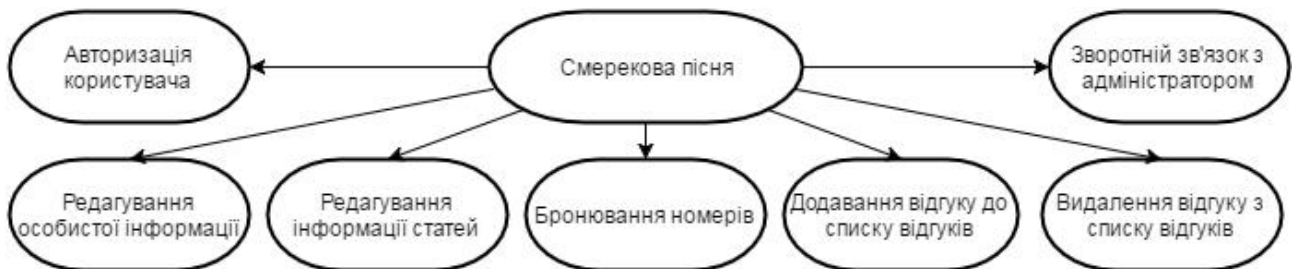 Авторизація
користувача
Смерекова пісня
Зворотній зв'язок з
адміністратором
Редагування
особистої інформації
Редагування
інформації статей
Бронювання номерів
Додавання відгуку до
списку відгуків
Видалення відгуку з
списку відгуків